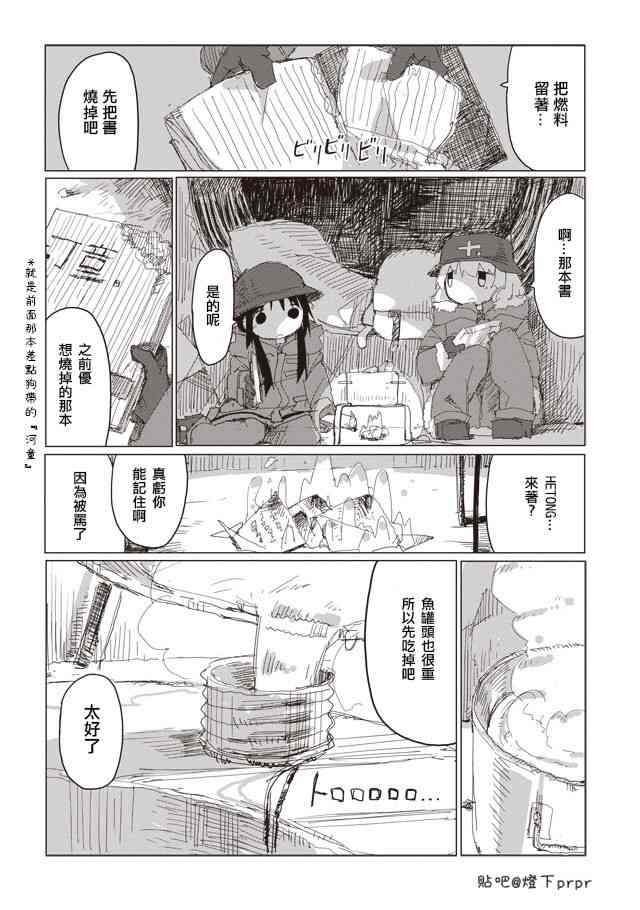 把燃料
留著…
先把書
燒掉吧
ビリビリビリ
啊…那本書
是的呢
之前優
想燒掉的那本
*就是前面那本差點狗帶的『河童』
HETONG…
來著？
真虧你
能記住啊
因為被罵了
魚罐頭也很重
所以先吃掉吧
太好了
トロロロロロ…
貼吧@燈下prpr